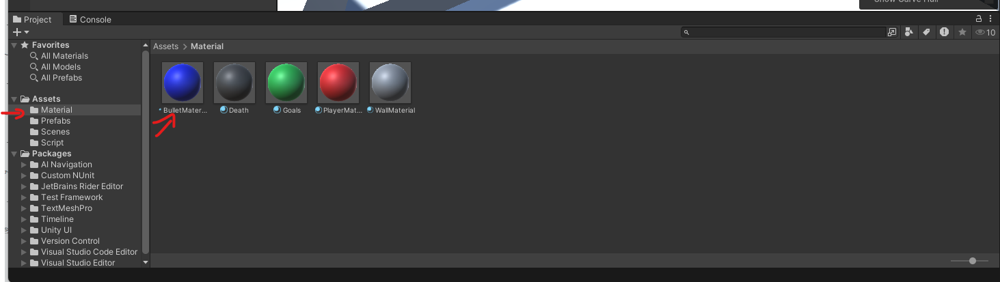 Show Curve Hull
Project
Console
10
Favorites
All Materials
All Models
All Prefabs
Assets
Material
Prefabs
Scenes
Script
Packages
AI Navigation
Custom NUnit
JetBrains Rider Editor
Test Framework
TextMeshPro
Timeline
Unity UI
Version Control
Visual Studio Code Editor
Visual Studio Editor
Assets > Material
BulletMater...
Death
Goals
PlayerMat...
WallMaterial